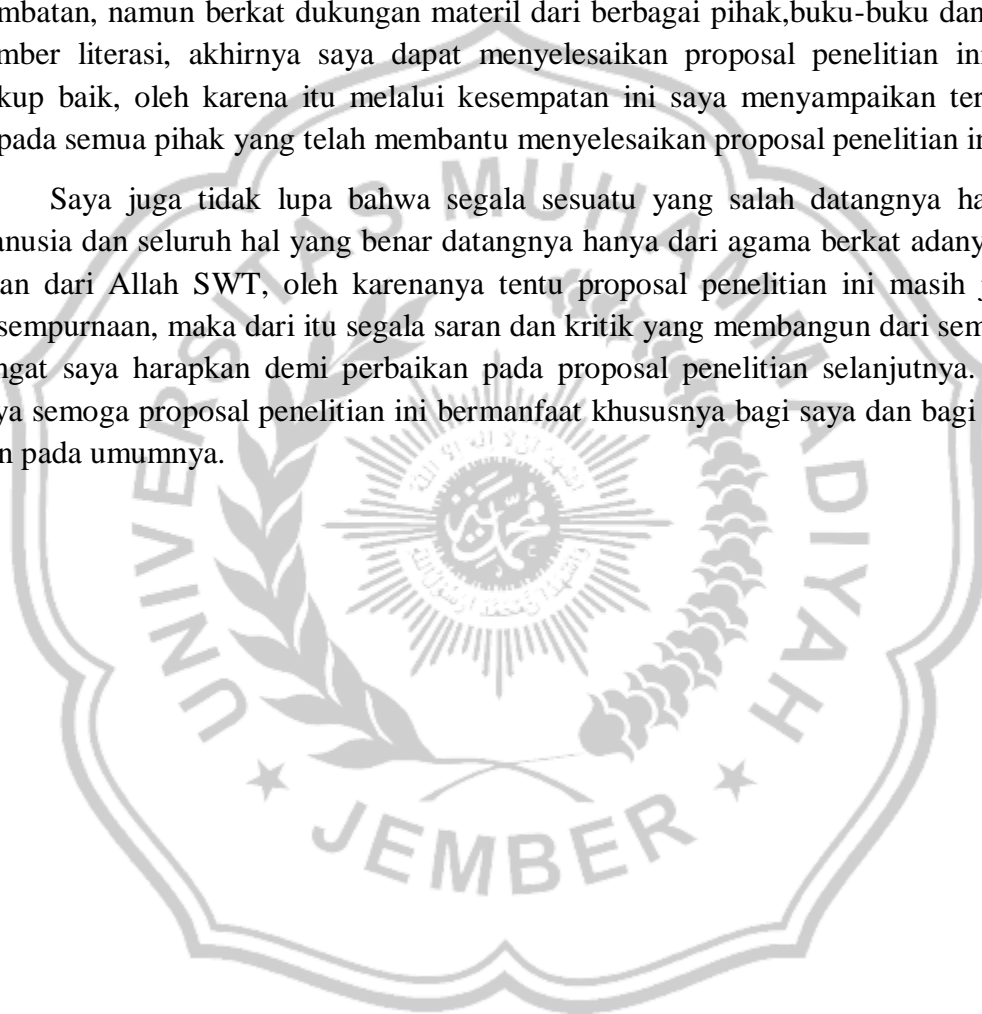 mbatan, namun berkat dukungan materil dari berbagai pihak,buku-buku dan
mber literasi, akhirnya saya dapat menyelesaikan proposal penelitian ini
kup baik, oleh karena itu melalui kesempatan ini saya menyampaikan ter
pada semua pihak yang telah membantu menyelesaikan proposal penelitian in
Saya juga tidak lupa bahwa segala sesuatu yang salah datangnya ha
anusia dan seluruh hal yang benar datangnya hanya dari agama berkat adany
an dari Allah SWT, oleh karenanya tentu proposal penelitian ini masih j
sempurnaan, maka dari itu segala saran dan kritik yang membangun dari sem
ngat saya harapkan demi perbaikan pada proposal penelitian selanjutnya.
ya semoga proposal penelitian ini bermanfaat khususnya bagi saya dan bagi
n pada umumnya.
UNIVERSITAS MUHAMMADIYAH
JEMBER